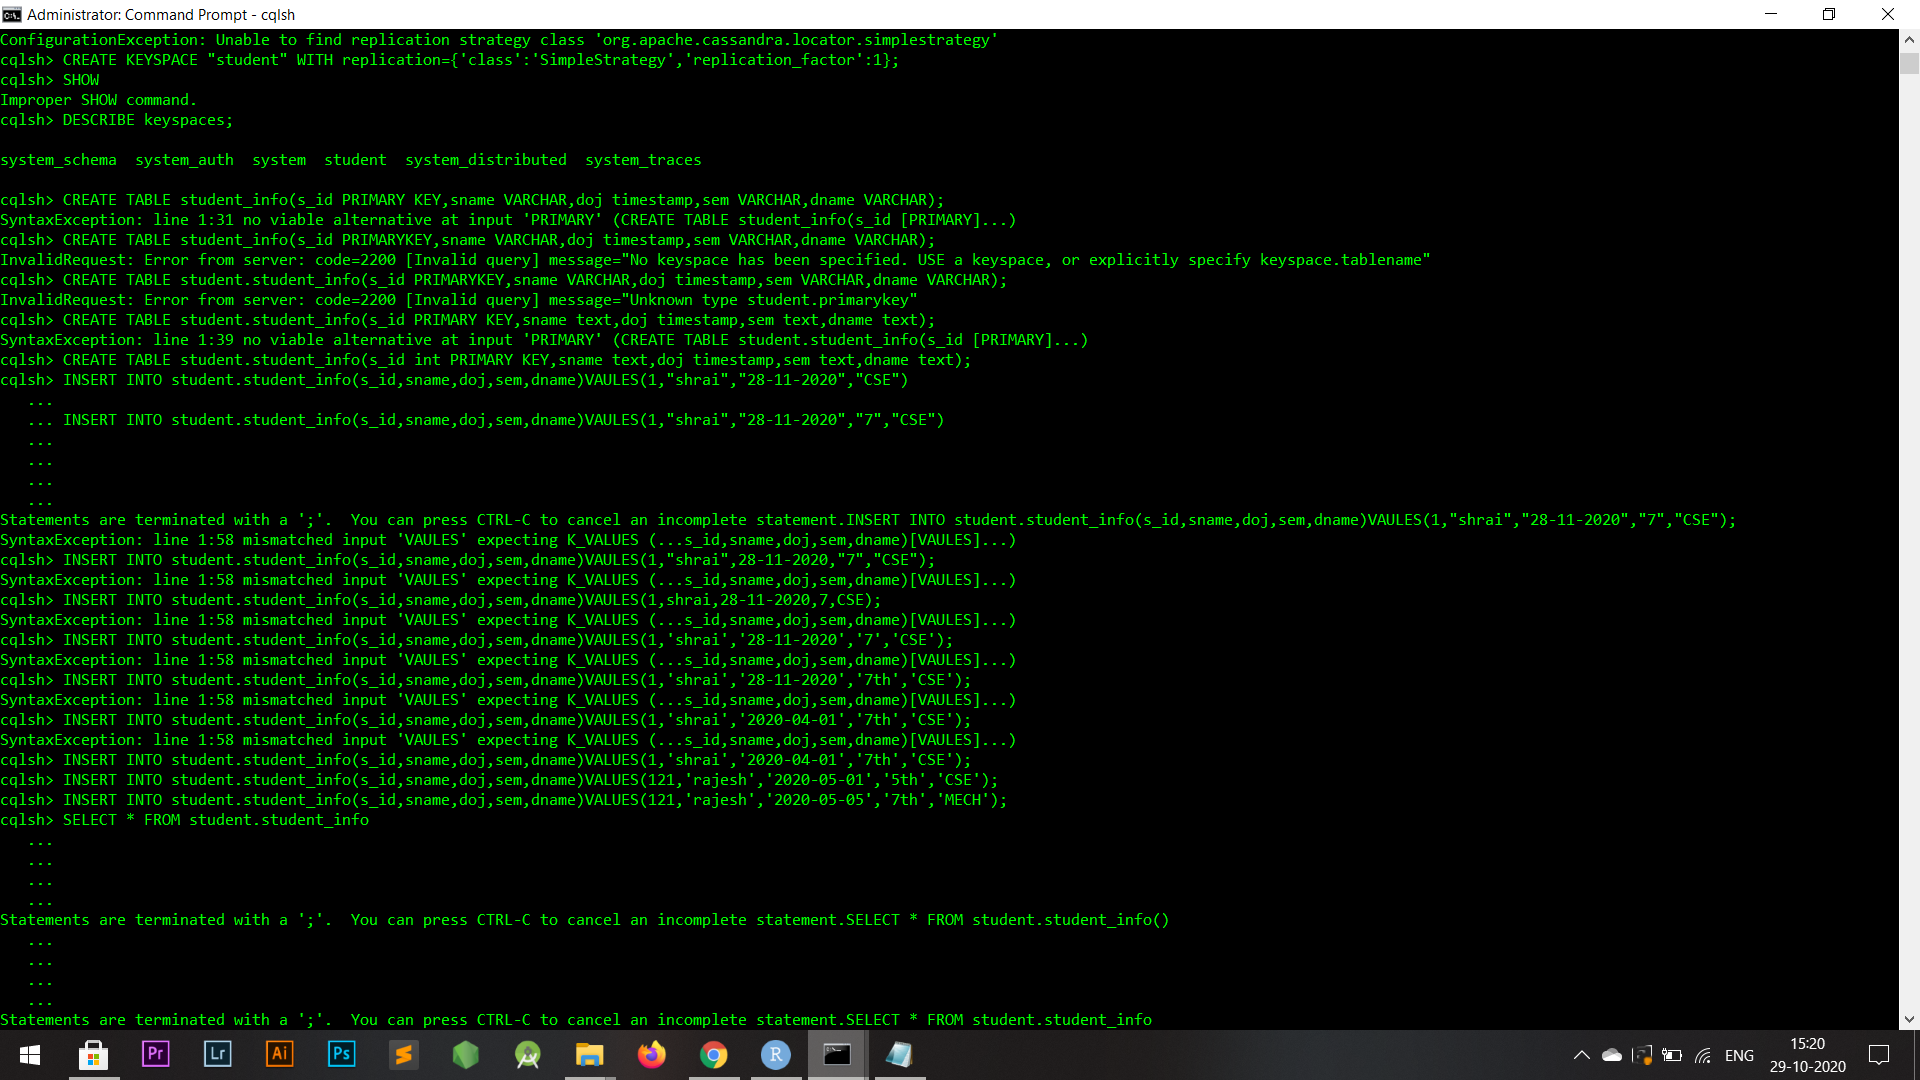 Administrator: Command Prompt - cqlsh
ConfigurationException: Unable to find replication strategy class 'org.apache.cassandra.locator.simplestrategy'
cqlsh> CREATE KEYSPACE "student" WITH replication={'class':'SimpleStrategy','replication_factor':1};
cqlsh> SHOW
Improper SHOW command.
cqlsh> DESCRIBE keyspaces;
system_schema  system_auth  system  student  system_distributed  system_traces
cqlsh> CREATE TABLE student_info(s_id PRIMARY KEY,sname VARCHAR,doj timestamp,sem VARCHAR,dname VARCHAR);
SyntaxException: line 1:31 no viable alternative at input 'PRIMARY' (CREATE TABLE student_info(s_id [PRIMARY]...)
cqlsh> CREATE TABLE student_info(s_id PRIMARYKEY,sname VARCHAR,doj timestamp,sem VARCHAR,dname VARCHAR);
InvalidRequest: Error from server: code=2200 [Invalid query] message="No keyspace has been specified. USE a keyspace, or explicitly specify keyspace.tablename"
cqlsh> CREATE TABLE student.student_info(s_id PRIMARYKEY,sname VARCHAR,doj timestamp,sem VARCHAR,dname VARCHAR);
InvalidRequest: Error from server: code=2200 [Invalid query] message="Unknown type student.primarykey"
cqlsh> CREATE TABLE student.student_info(s_id PRIMARY KEY,sname text,doj timestamp,sem text,dname text);
SyntaxException: line 1:39 no viable alternative at input 'PRIMARY' (CREATE TABLE student.student_info(s_id [PRIMARY]...)
cqlsh> CREATE TABLE student.student_info(s_id int PRIMARY KEY,sname text,doj timestamp,sem text,dname text);
cqlsh> INSERT INTO student.student_info(s_id,sname,doj,sem,dname)VAULES(1,"shrai","28-11-2020","CSE")
...
... INSERT INTO student.student_info(s_id,sname,doj,sem,dname)VAULES(1,"shrai","28-11-2020","7","CSE")
...
...
...
...
Statements are terminated with a ';'.  You can press CTRL-C to cancel an incomplete statement.INSERT INTO student.student_info(s_id,sname,doj,sem,dname)VAULES(1,"shrai","28-11-2020","7","CSE");
SyntaxException: line 1:58 mismatched input 'VAULES' expecting K_VALUES (...s_id,sname,doj,sem,dname)[VAULES]...)
cqlsh> INSERT INTO student.student_info(s_id,sname,doj,sem,dname)VAULES(1,"shrai",28-11-2020,"7","CSE");
SyntaxException: line 1:58 mismatched input 'VAULES' expecting K_VALUES (...s_id,sname,doj,sem,dname)[VAULES]...)
cqlsh> INSERT INTO student.student_info(s_id,sname,doj,sem,dname)VAULES(1,shrai,28-11-2020,7,CSE);
SyntaxException: line 1:58 mismatched input 'VAULES' expecting K_VALUES (...s_id,sname,doj,sem,dname)[VAULES]...)
cqlsh> INSERT INTO student.student_info(s_id,sname,doj,sem,dname)VAULES(1,'shrai','28-11-2020','7','CSE');
SyntaxException: line 1:58 mismatched input 'VAULES' expecting K_VALUES (...s_id,sname,doj,sem,dname)[VAULES]...)
cqlsh> INSERT INTO student.student_info(s_id,sname,doj,sem,dname)VAULES(1,'shrai','28-11-2020','7th','CSE');
SyntaxException: line 1:58 mismatched input 'VAULES' expecting K_VALUES (...s_id,sname,doj,sem,dname)[VAULES]...)
cqlsh> INSERT INTO student.student_info(s_id,sname,doj,sem,dname)VAULES(1,'shrai','2020-04-01','7th','CSE');
SyntaxException: line 1:58 mismatched input 'VAULES' expecting K_VALUES (...s_id,sname,doj,sem,dname)[VAULES]...)
cqlsh> INSERT INTO student.student_info(s_id,sname,doj,sem,dname)VALUES(1,'shrai','2020-04-01','7th','CSE');
cqlsh> INSERT INTO student.student_info(s_id,sname,doj,sem,dname)VALUES(121,'rajesh','2020-05-01','5th','CSE');
cqlsh> INSERT INTO student.student_info(s_id,sname,doj,sem,dname)VALUES(121,'rajesh','2020-05-05','7th','MECH');
cqlsh> SELECT * FROM student.student_info
...
...
...
...
Statements are terminated with a ';'.  You can press CTRL-C to cancel an incomplete statement.SELECT * FROM student.student_info()
...
...
...
...
Statements are terminated with a ';'.  You can press CTRL-C to cancel an incomplete statement.SELECT * FROM student.student_info
Pr
Lr
Ai
Ps
R
ENG
15:20
29-10-2020